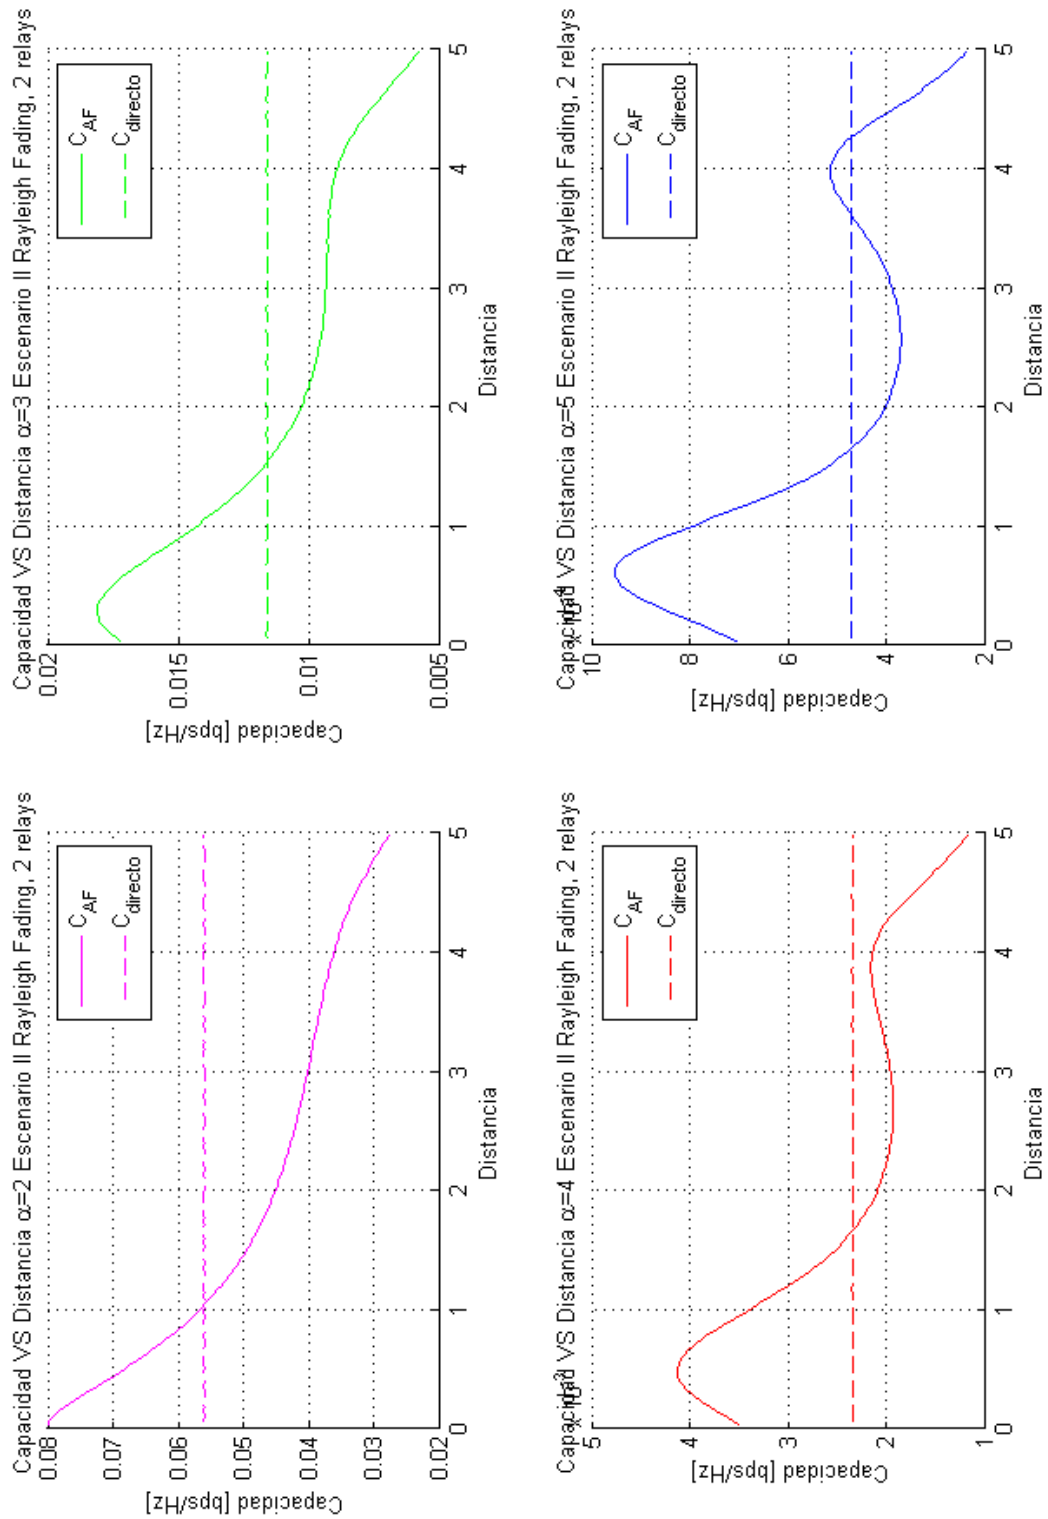 Capacidad VS Distancia α=2 Escenario II Rayleigh Fading, 2 relays
0.08
0.07
0.06
0.05
0.04
0.03
0.02
Capacidad [bps/Hz]
C_AF
C_directo
0 1 2 3 4 5
Distancia
Capacidad VS Distancia α=3 Escenario II Rayleigh Fading, 2 relays
0.02
0.015
0.01
0.005
Capacidad [bps/Hz]
C_AF
C_directo
0 1 2 3 4 5
Distancia
Capacidad VS Distancia α=4 Escenario II Rayleigh Fading, 2 relays
5
4
3
2
1
Capacidad [bps/Hz]
C_AF
C_directo
0 1 2 3 4 5
Distancia
Capacidad VS Distancia α=5 Escenario II Rayleigh Fading, 2 relays
10
8
6
4
2
Capacidad [bps/Hz]
C_AF
C_directo
0 1 2 3 4 5
Distancia